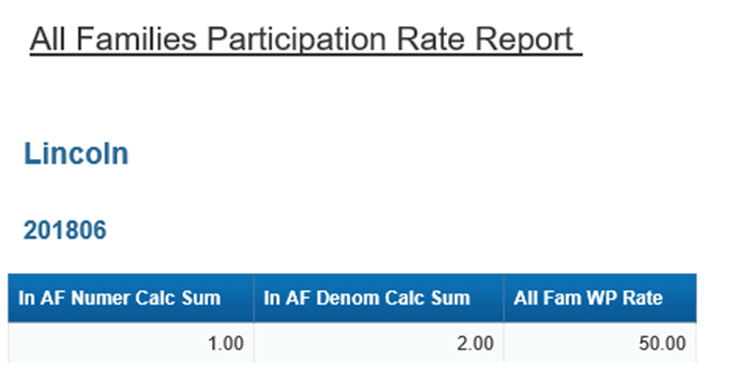 All Families Participation Rate Report
Lincoln
201806
In AF Numer Calc Sum In AF Denom Calc Sum All Fam WP Rate
1.00 2.00 50.00